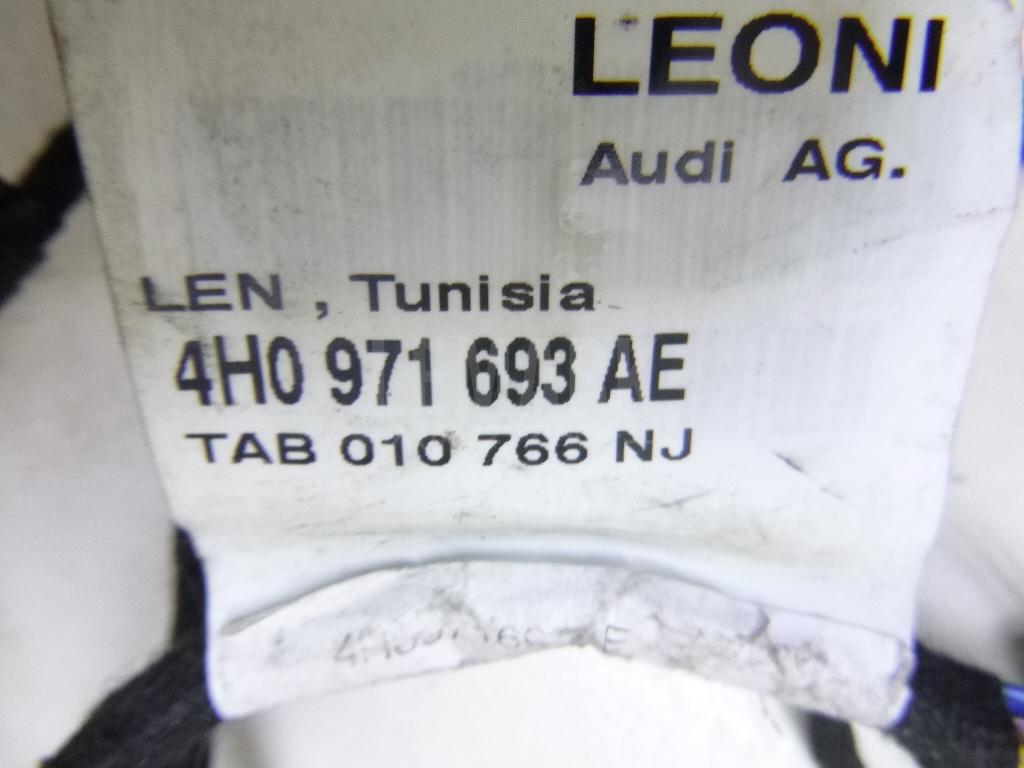 LEONI
Audi AG.
LEN , Tunisia
4H0 971 693 AE
TAB 010 766 NJ